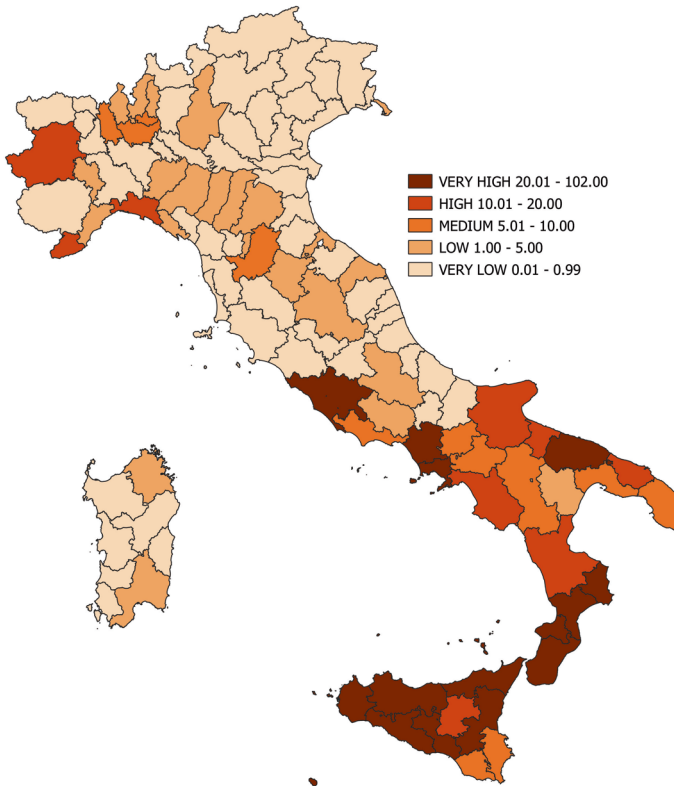 VERY HIGH 20.01 - 102.00
HIGH 10.01 - 20.00
MEDIUM 5.01 - 10.00
LOW 1.00 - 5.00
VERY LOW 0.01 - 0.99